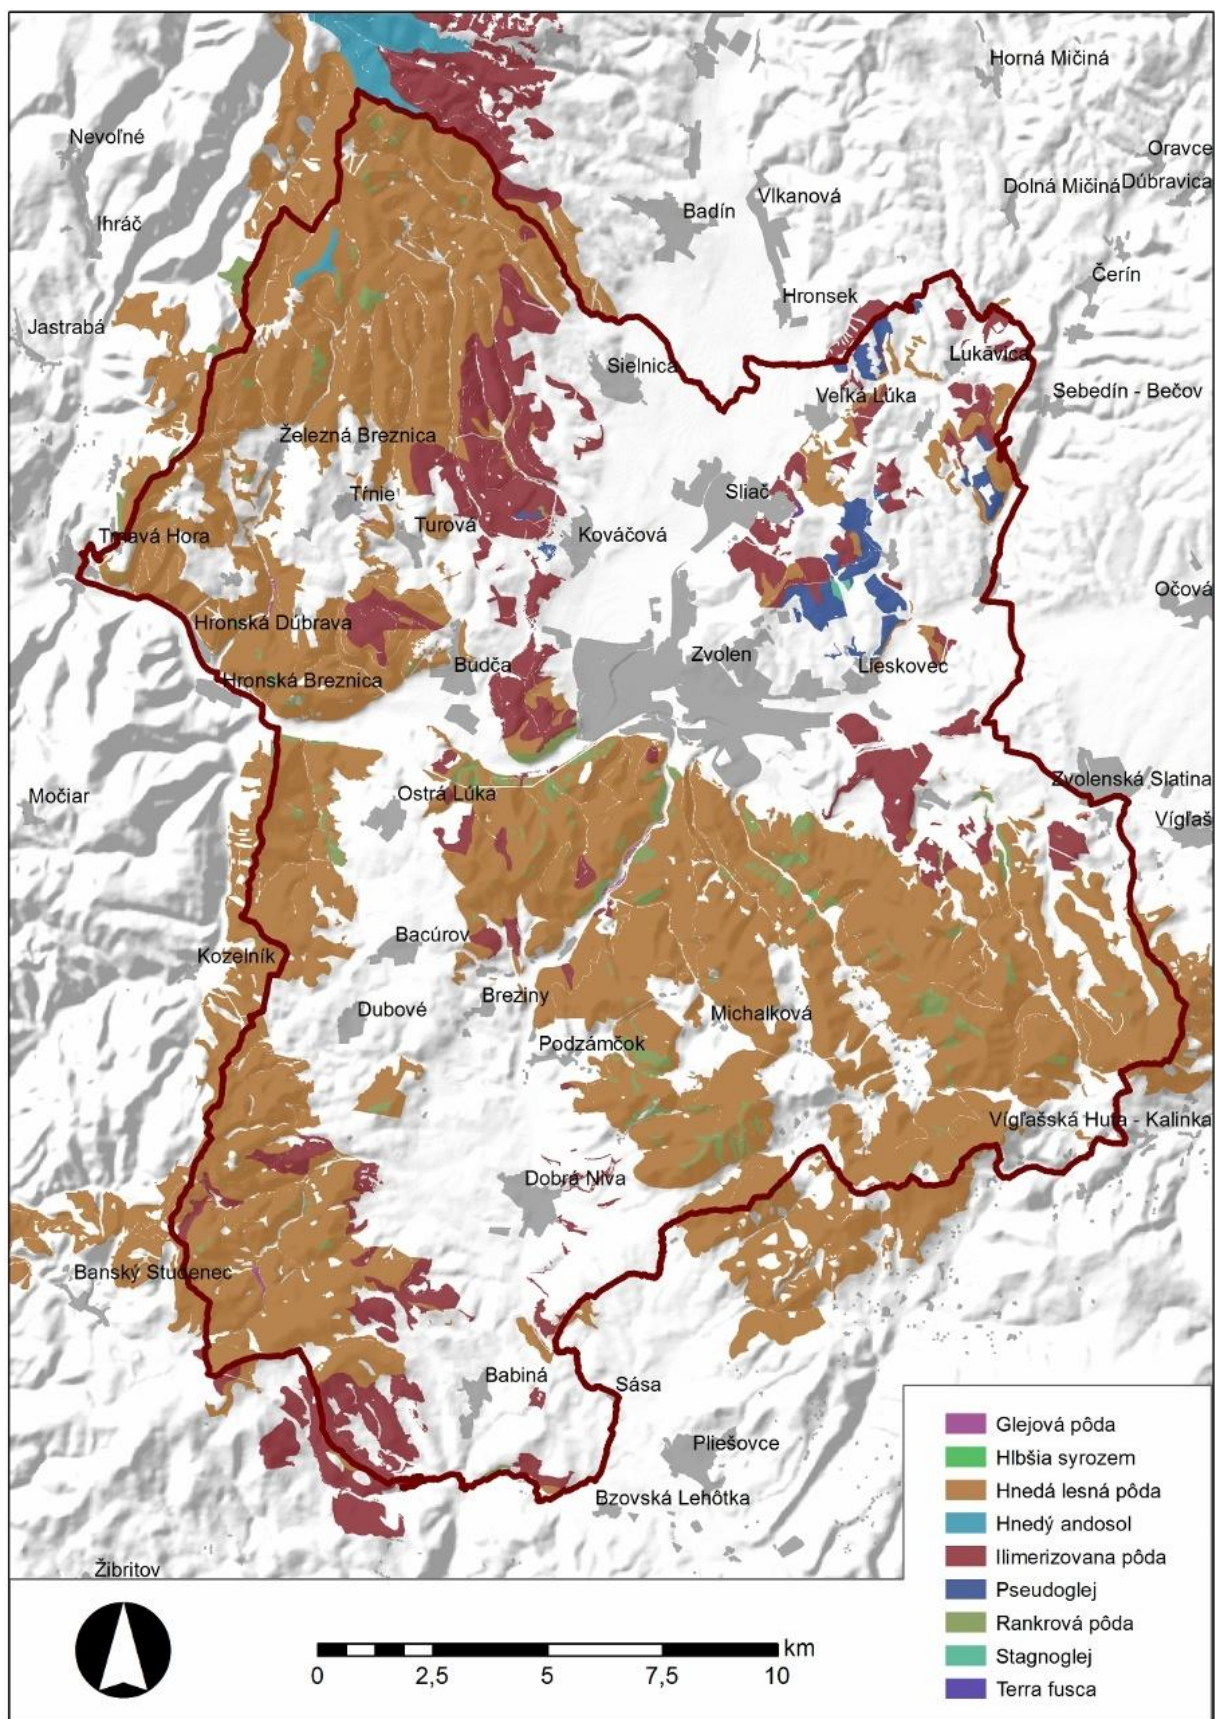 Horná Mičiná
Nevoľné
Oravce
Dolná Mičiná
Dúbravica
Vlkanová
Badín
Ihráč
Čerín
Hronsek
Jastrabá
Lukavica
Sielnica
Veľká Lúka
Sebedín - Bečov
Železná Breznica
Sliač
Tŕnie
Turová
Kováčová
Trnavá Hora
Očová
Hronská Dúbrava
Zvolen
Budča
Lieskovec
Hronská Breznica
Zvolenská Slatina
Močiar
Ostrá Lúka
Vígľaš
Bacúrov
Kozelník
Breziny
Dubové
Michalková
Podzámčok
Vígľašská Huta - Kalinka
Dobrá Niva
Banský Studenec
Babiná
Sása
Pliešovce
Bzovská Lehôtka
Žibritov
Glejová pôda
Hlbšia syrozem
Hnedá lesná pôda
Hnedý andosol
Ilimerizovana pôda
Pseudoglej
Rankrová pôda
Stagnoglej
Terra fusca
km
0 2,5 5 7,5 10